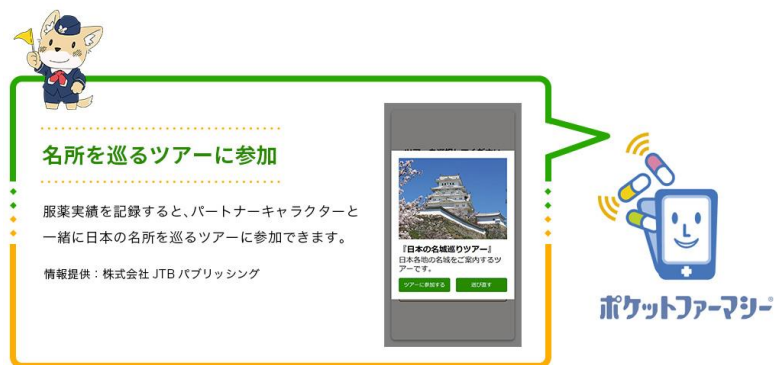 名所を巡るツアーに参加
服薬実績を記録すると、パートナーキャラクターと
一緒に日本の名所を巡るツアーに参加できます。
情報提供：株式会社 JTB パブリッシング
『日本の名城巡りツアー』
日本各地の名城をご案内するツ
アーです。
ツアーに参加する
選び直す
ポケットファーマシー